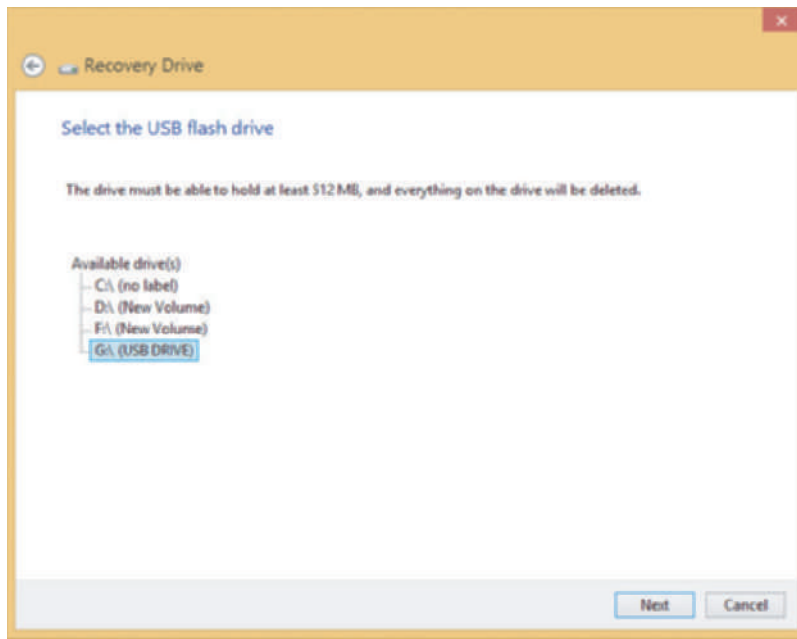 Recovery Drive
Select the USB flash drive
The drive must be able to hold at least 512 MB, and everything on the drive will be deleted.
Available drive(s)
C:\ (no label)
D:\ (New Volume)
F:\ (New Volume)
G:\ (USB DRIVE)
Next Cancel